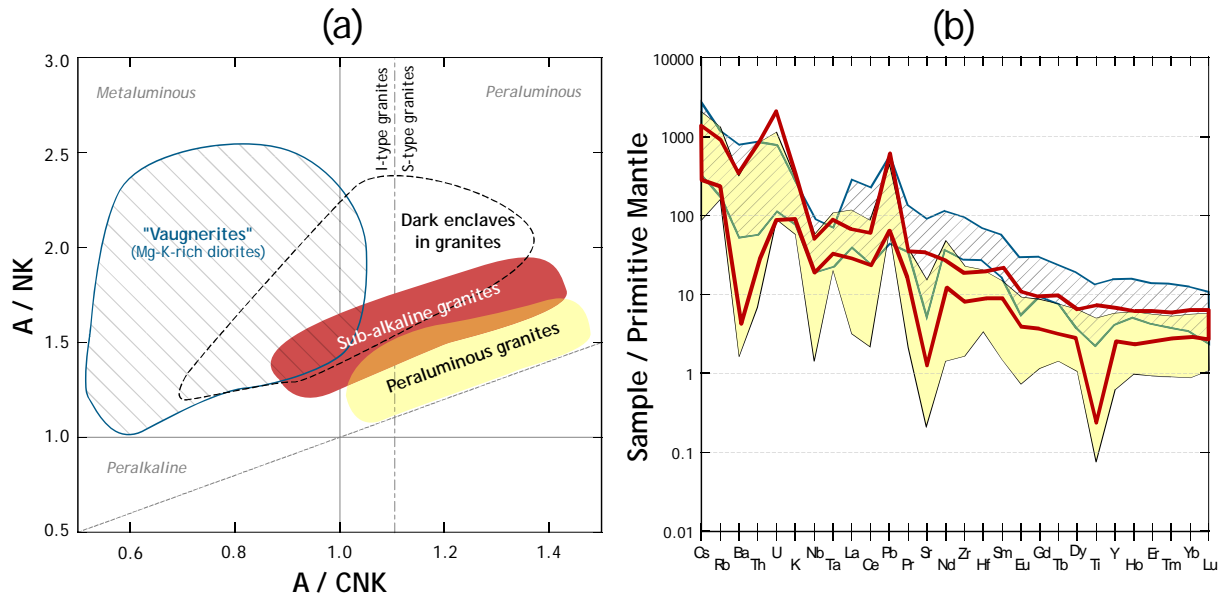 (a)
(b)
3.0
2.5
2.0
1.5
1.0
0.5
A / NK
0.6
0.8
1.0
1.2
1.4
A / CNK
Metaluminous
Peraluminous
I-type granites
S-type granites
"Vaugnerites"
(Mg-K-rich diorites)
Dark enclaves
in granites
Sub-alkaline granites
Peraluminous granites
Peralkaline
10000
1000
100
10
1
0.1
0.01
Sample / Primitive Mantle
Cs
Rb
Ba
Th
U
K
Nb
Ta
La
Ce
Pb
Pr
Sr
Nd
Zr
Hf
Sm
Eu
Gd
Tb
Dy
Ti
Y
Ho
Er
Tm
Yb
Lu